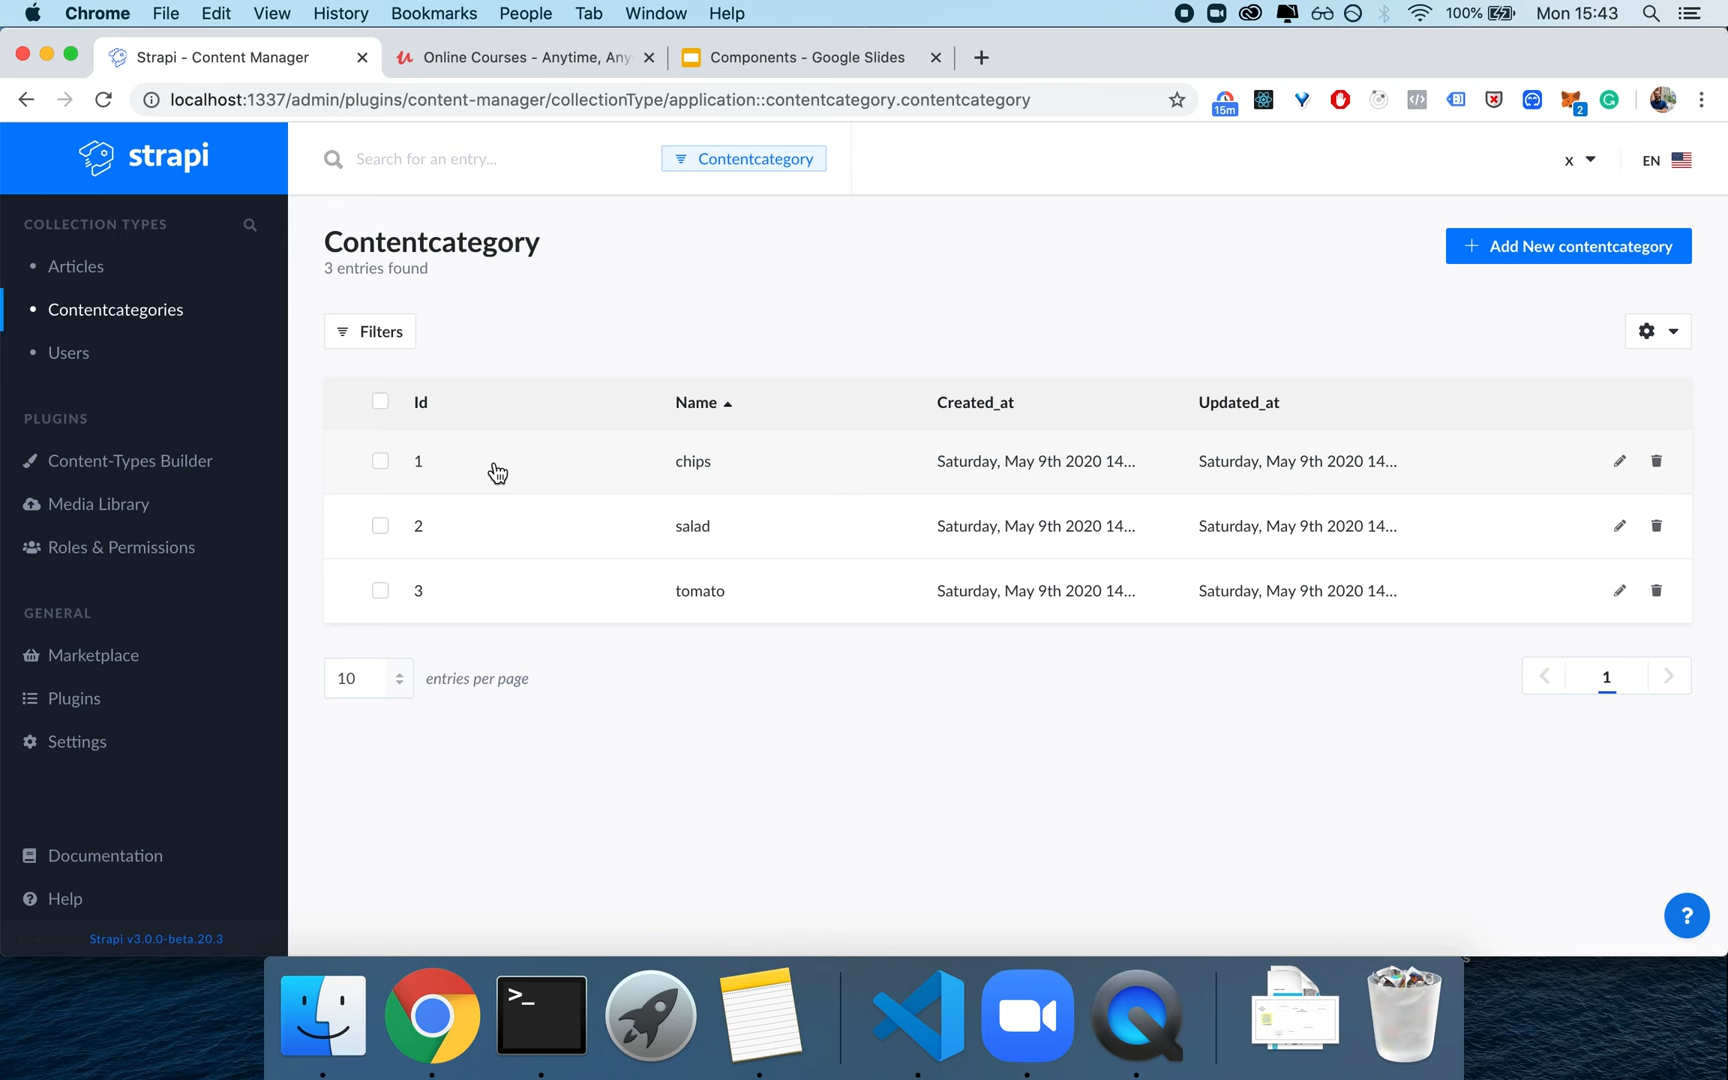 Chrome File Edit View History Bookmarks People Tab Window Help 100% Mon 15:43
Strapi - Content Manager
Online Courses - Anytime, Any
Components - Google Slides
localhost:1337/admin/plugins/content-manager/collectionType/application::contentcategory.contentcategory
15m
2
strapi
Search for an entry...
Contentcategory
x
EN
COLLECTION TYPES
Articles
Contentcategories
Users
PLUGINS
Content-Types Builder
Media Library
Roles & Permissions
GENERAL
Marketplace
Plugins
Settings
Documentation
Help
Strapi v3.0.0-beta.20.3
Contentcategory
3 entries found
+ Add New contentcategory
Filters
Id Name Created_at Updated_at
1 chips Saturday, May 9th 2020 14... Saturday, May 9th 2020 14...
2 salad Saturday, May 9th 2020 14... Saturday, May 9th 2020 14...
3 tomato Saturday, May 9th 2020 14... Saturday, May 9th 2020 14...
10 entries per page
1
?
>_